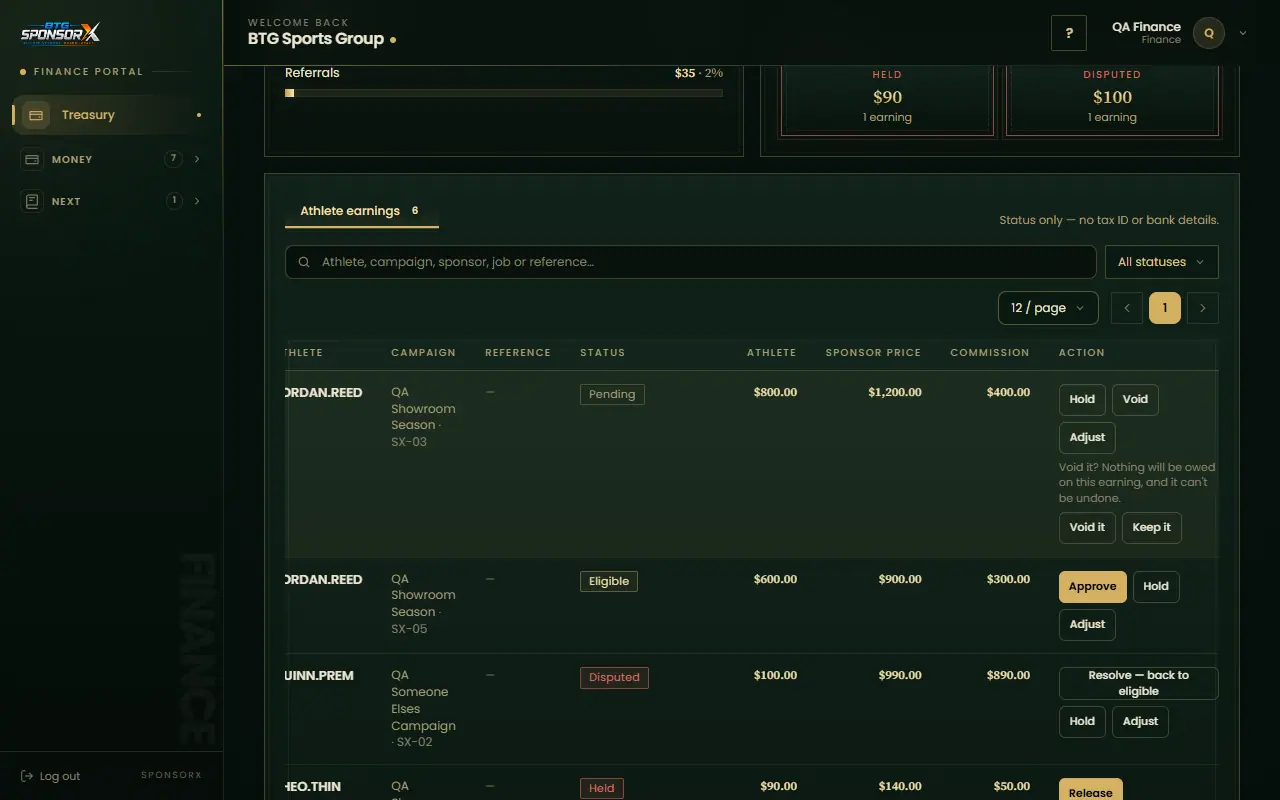 BTG
SPONSORX
FINANCE PORTAL
Treasury
MONEY 7
NEXT 1
FINANCE
Log out SPONSORX
WELCOME BACK
BTG Sports Group
?
QA Finance
Finance
Q
Referrals $35 · 2%
HELD
$90
1 earning
DISPUTED
$100
1 earning
Athlete earnings 6
Status only — no tax ID or bank details.
Athlete, campaign, sponsor, job or reference...
All statuses
12 / page
1
THLETE CAMPAIGN REFERENCE STATUS ATHLETE SPONSOR PRICE COMMISSION ACTION
ORDAN.REED
QA
Showroom
Season ·
SX-03
—
Pending
$800.00 $1,200.00 $400.00
Hold Void
Adjust
Void it? Nothing will be owed
on this earning, and it can't
be undone.
Void it Keep it
ORDAN.REED
QA
Showroom
Season ·
SX-05
—
Eligible
$600.00 $900.00 $300.00
Approve Hold
Adjust
UINN.PREM
QA
Someone
Elses
Campaign
· SX-02
—
Disputed
$100.00 $990.00 $890.00
Resolve — back to
eligible
Hold Adjust
HEO.THIN
QA
—
Held
$90.00 $140.00 $50.00
Release